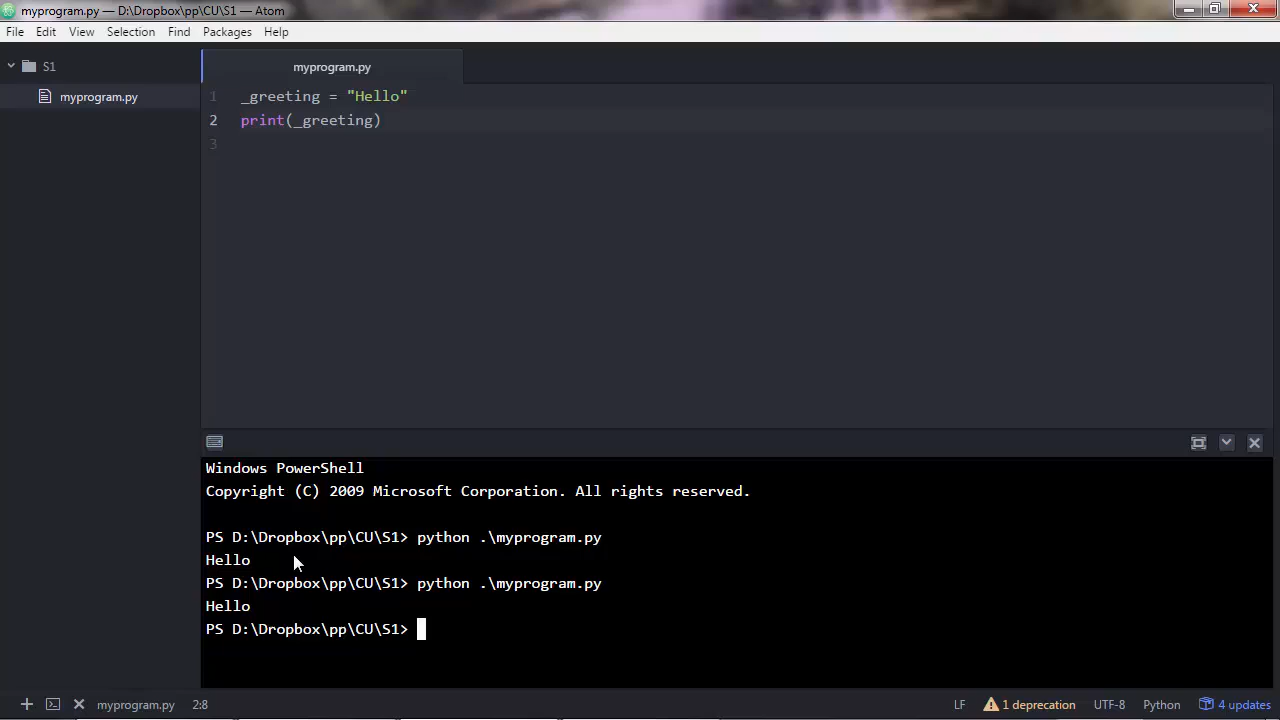 myprogram.py — D:\Dropbox\pp\CU\S1 — Atom
File Edit View Selection Find Packages Help
S1
myprogram.py
myprogram.py
1 _greeting = "Hello"
2 print(_greeting)
3
Windows PowerShell
Copyright (C) 2009 Microsoft Corporation. All rights reserved.
PS D:\Dropbox\pp\CU\S1> python .\myprogram.py
Hello
PS D:\Dropbox\pp\CU\S1> python .\myprogram.py
Hello
PS D:\Dropbox\pp\CU\S1>
myprogram.py 2:8 LF 1 deprecation UTF-8 Python 4 updates